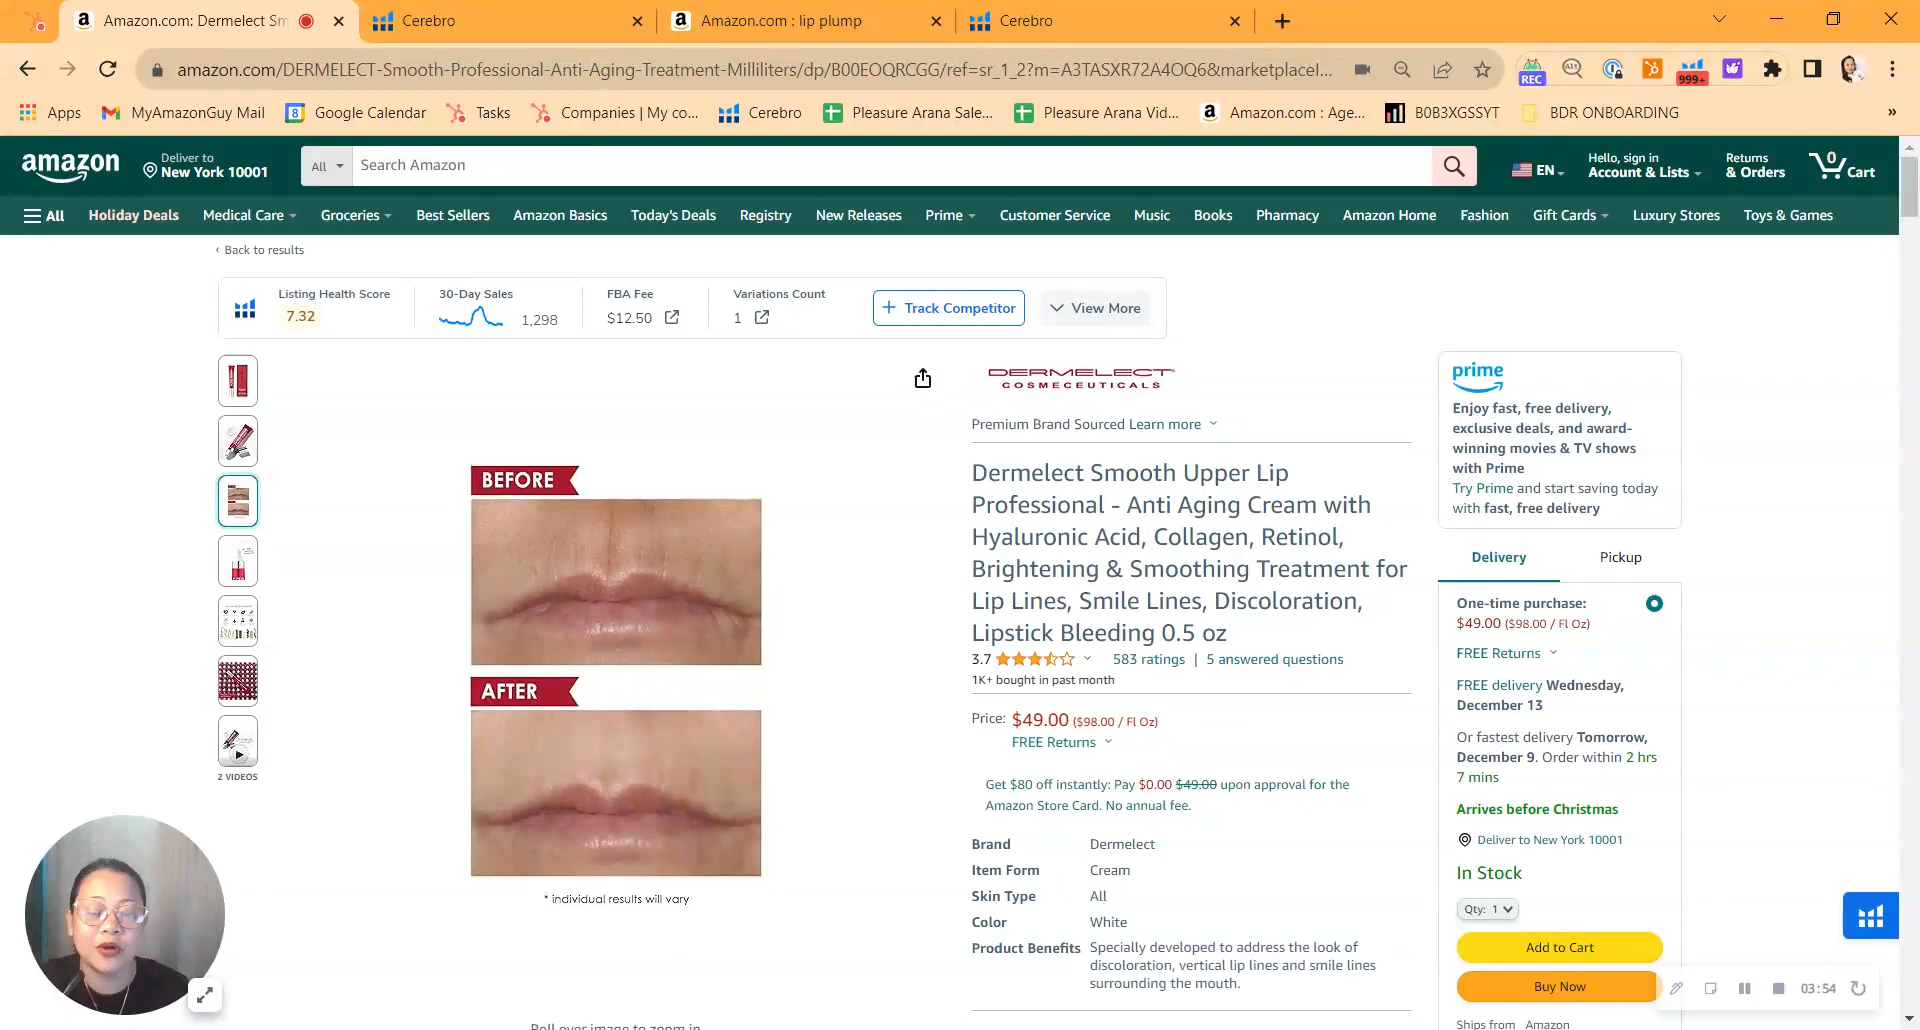 Amazon.com: Dermelect Sm
Cerebro
Amazon.com : lip plump
Cerebro
amazon.com/DERMELECT-Smooth-Professional-Anti-Aging-Treatment-Milliliters/dp/B00EOQRCGG/ref=sr_1_2?m=A3TASXR72A4OQ6&marketplaceI...
REC
Alt
999+
Apps
MyAmazonGuy Mail
8
Google Calendar
Tasks
Companies | My co...
Cerebro
Pleasure Arana Sale...
Pleasure Arana Vid...
Amazon.com : Age...
B0B3XGSSYT
BDR ONBOARDING
»
amazon
Deliver to
New York 10001
All
Search Amazon
EN
Hello, sign in
Account & Lists
Returns
& Orders
0
Cart
All
Holiday Deals
Medical Care
Groceries
Best Sellers
Amazon Basics
Today's Deals
Registry
New Releases
Prime
Customer Service
Music
Books
Pharmacy
Amazon Home
Fashion
Gift Cards
Luxury Stores
Toys & Games
‹ Back to results
Listing Health Score
7.32
30-Day Sales
1,298
FBA Fee
$12.50
Variations Count
1
+ Track Competitor
View More
2 VIDEOS
BEFORE
AFTER
* individual results will vary
Roll over image to zoom in
DERMELECT
COSMECEUTICALS
Premium Brand Sourced Learn more
Dermelect Smooth Upper Lip
Professional - Anti Aging Cream with
Hyaluronic Acid, Collagen, Retinol,
Brightening & Smoothing Treatment for
Lip Lines, Smile Lines, Discoloration,
Lipstick Bleeding 0.5 oz
3.7
583 ratings | 5 answered questions
1K+ bought in past month
Price: $49.00 ($98.00 / Fl Oz)
FREE Returns
Get $80 off instantly: Pay $0.00 $49.00 upon approval for the
Amazon Store Card. No annual fee.
Brand Dermelect
Item Form Cream
Skin Type All
Color White
Product Benefits Specially developed to address the look of
discoloration, vertical lip lines and smile lines
surrounding the mouth.
prime
Enjoy fast, free delivery,
exclusive deals, and award-
winning movies & TV shows
with Prime
Try Prime and start saving today
with fast, free delivery
Delivery
Pickup
One-time purchase:
$49.00 ($98.00 / Fl Oz)
FREE Returns
FREE delivery Wednesday,
December 13
Or fastest delivery Tomorrow,
December 9. Order within 2 hrs
7 mins
Arrives before Christmas
Deliver to New York 10001
In Stock
Qty: 1
Add to Cart
Buy Now
03:54
Ships from Amazon